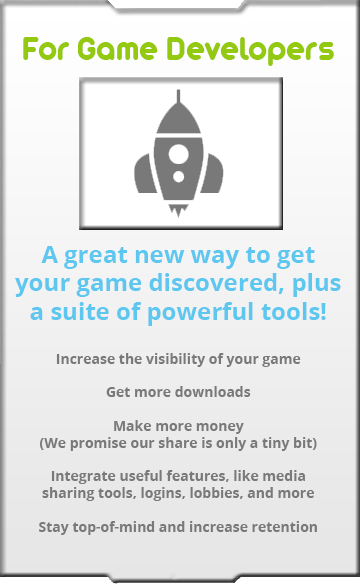 For Game Developers
A great new way to get
your game discovered, plus
a suite of powerful tools!
Increase the visibility of your game
Get more downloads
Make more money
(We promise our share is only a tiny bit)
Integrate useful features, like media
sharing tools, logins, lobbies, and more
Stay top-of-mind and increase retention